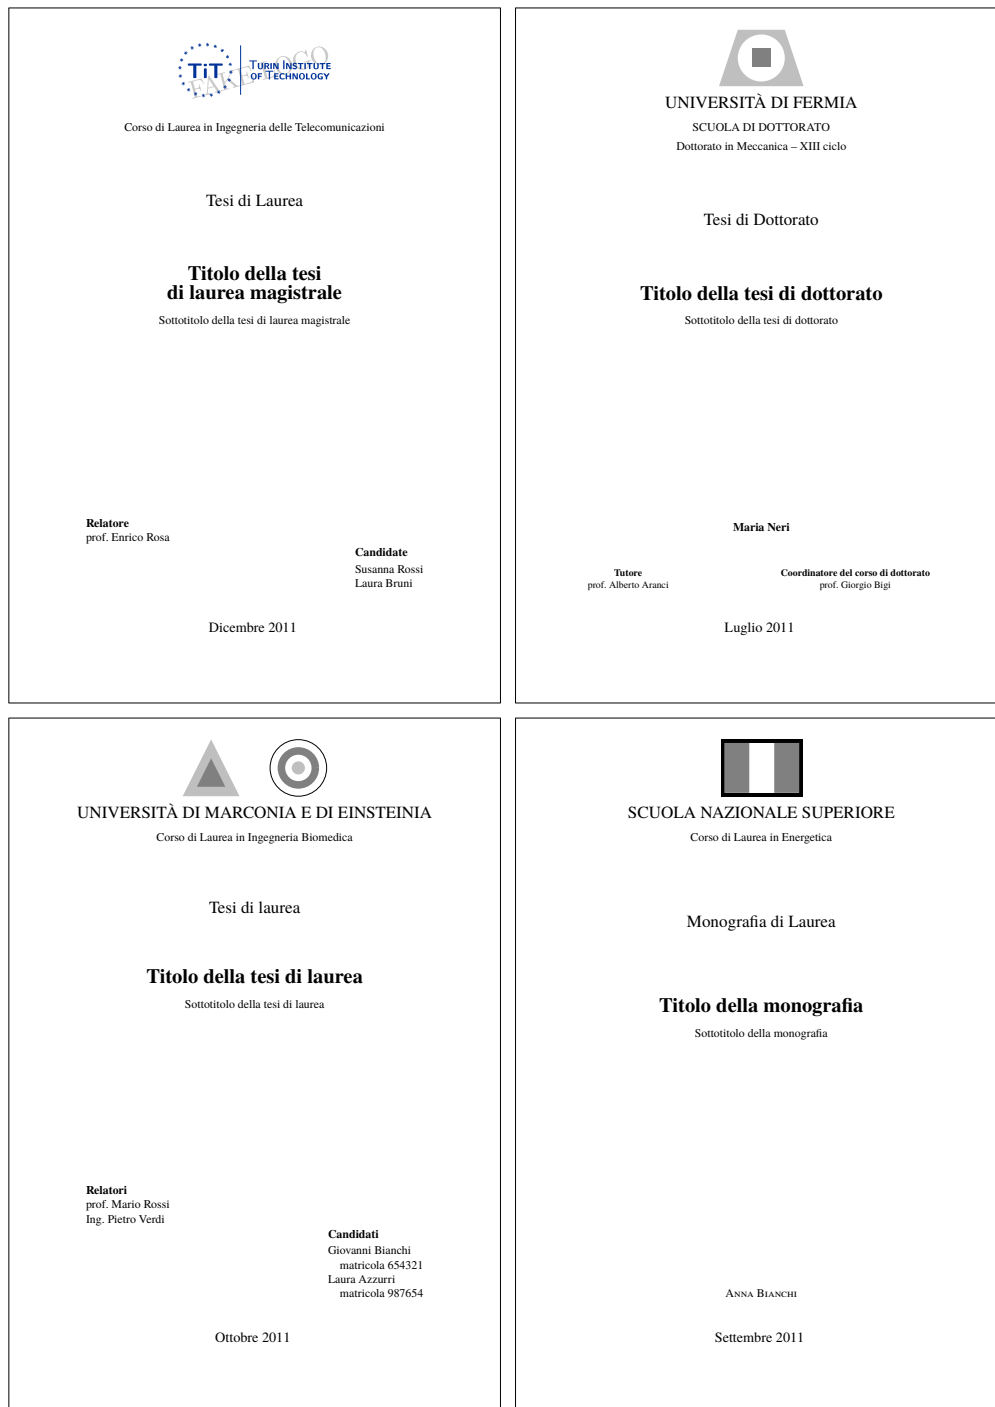 TiT
TURIN INSTITUTE
OF TECHNOLOGY
FAKE LOGO
Corso di Laurea in Ingegneria delle Telecomunicazioni
Tesi di Laurea
Titolo della tesi
di laurea magistrale
Sottotitolo della tesi di laurea magistrale
Relatore
prof. Enrico Rosa
Candidate
Susanna Rossi
Laura Bruni
Dicembre 2011
UNIVERSITÀ DI FERMIA
SCUOLA DI DOTTORATO
Dottorato in Meccanica – XIII ciclo
Tesi di Dottorato
Titolo della tesi di dottorato
Sottotitolo della tesi di dottorato
Maria Neri
Tutore
prof. Alberto Aranci
Coordinatore del corso di dottorato
prof. Giorgio Bigi
Luglio 2011
UNIVERSITÀ DI MARCONIA E DI EINSTEINIA
Corso di Laurea in Ingegneria Biomedica
Tesi di laurea
Titolo della tesi di laurea
Sottotitolo della tesi di laurea
Relatori
prof. Mario Rossi
Ing. Pietro Verdi
Candidati
Giovanni Bianchi
matricola 654321
Laura Azzurri
matricola 987654
Ottobre 2011
SCUOLA NAZIONALE SUPERIORE
Corso di Laurea in Energetica
Monografia di Laurea
Titolo della monografia
Sottotitolo della monografia
ANNA BIANCHI
Settembre 2011